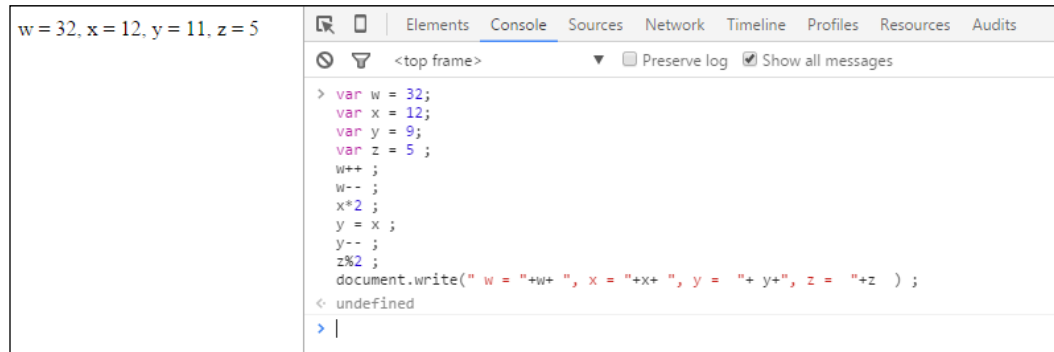 w = 32, x = 12, y = 11, z = 5
Elements Console Sources Network Timeline Profiles Resources Audits
<top frame> ▼ Preserve log Show all messages
> var w = 32;
var x = 12;
var y = 9;
var z = 5 ;
w++ ;
w-- ;
x*2 ;
y = x ;
y-- ;
z%2 ;
document.write(" w = "+w+ ", x = "+x+ ", y =  "+ y+", z =  "+z  ) ;
undefined
>